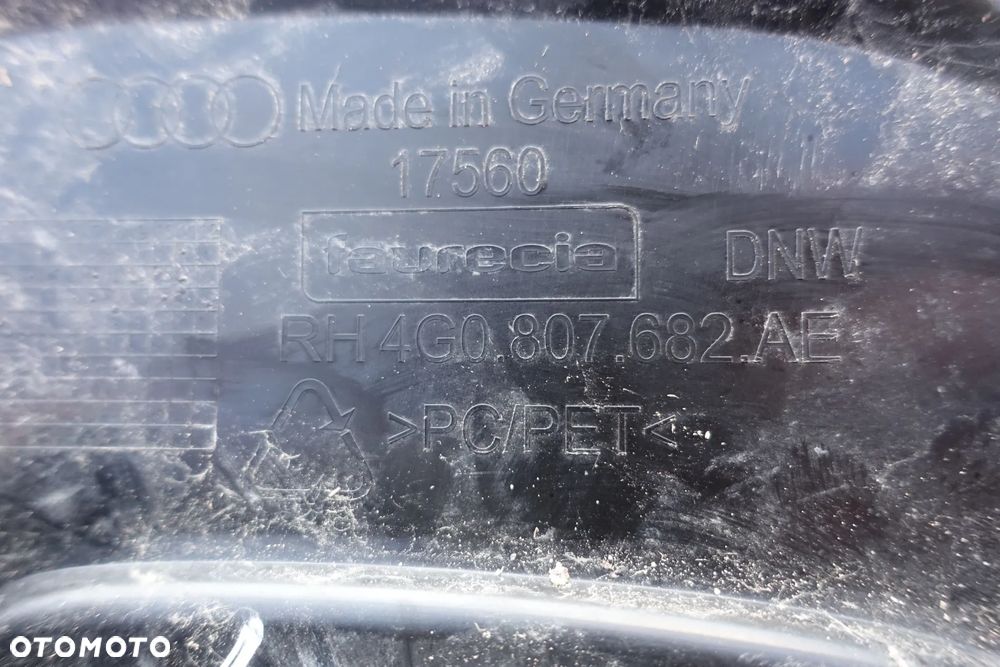 Made in Germany
17560
faurecia
DNW
RH 4G0.807.682.AE
>PC/PET<
OTOMOTO